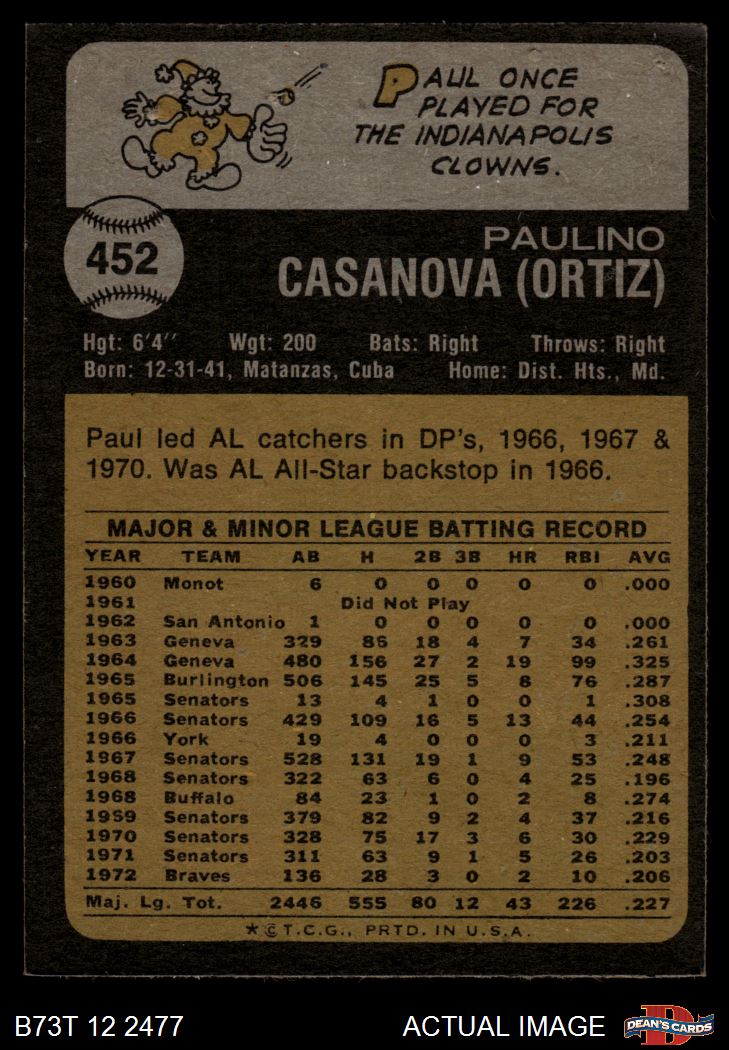 PAUL ONCE
PLAYED FOR
THE INDIANAPOLIS
CLOWNS.
452
PAULINO
CASANOVA (ORTIZ)
Hgt: 6'4" Wgt: 200 Bats: Right Throws: Right
Born: 12-31-41, Matanzas, Cuba Home: Dist. Hts., Md.
Paul led AL catchers in DP's, 1966, 1967 &
1970. Was AL All-Star backstop in 1966.
MAJOR & MINOR LEAGUE BATTING RECORD
YEAR TEAM AB H 2B 3B HR RBI AVG
1960 Monot 6 0 0 0 0 0 .000
1961 Did Not Play
1962 San Antonio 1 0 0 0 0 0 .000
1963 Geneva 329 86 18 4 7 34 .261
1964 Geneva 480 156 27 2 19 99 .325
1965 Burlington 506 145 25 5 8 76 .287
1965 Senators 13 4 1 0 0 1 .308
1966 Senators 429 109 16 5 13 44 .254
1966 York 19 4 0 0 0 3 .211
1967 Senators 528 131 19 1 9 53 .248
1968 Senators 322 63 6 0 4 25 .196
1968 Buffalo 84 23 1 0 2 8 .274
1959 Senators 379 82 9 2 4 37 .216
1970 Senators 328 75 17 3 6 30 .229
1971 Senators 311 63 9 1 5 26 .203
1972 Braves 136 28 3 0 2 10 .206
Maj. Lg. Tot. 2446 555 80 12 43 226 .227
*©T.C.G., PRTD. IN U.S.A.
B73T 12 2477 ACTUAL IMAGE DEAN'S CARDS